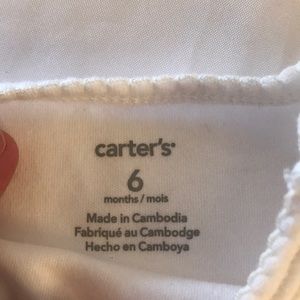 carter's
6
months / mois
Made in Cambodia
Fabriqué au Cambodge
Hecho en Camboya